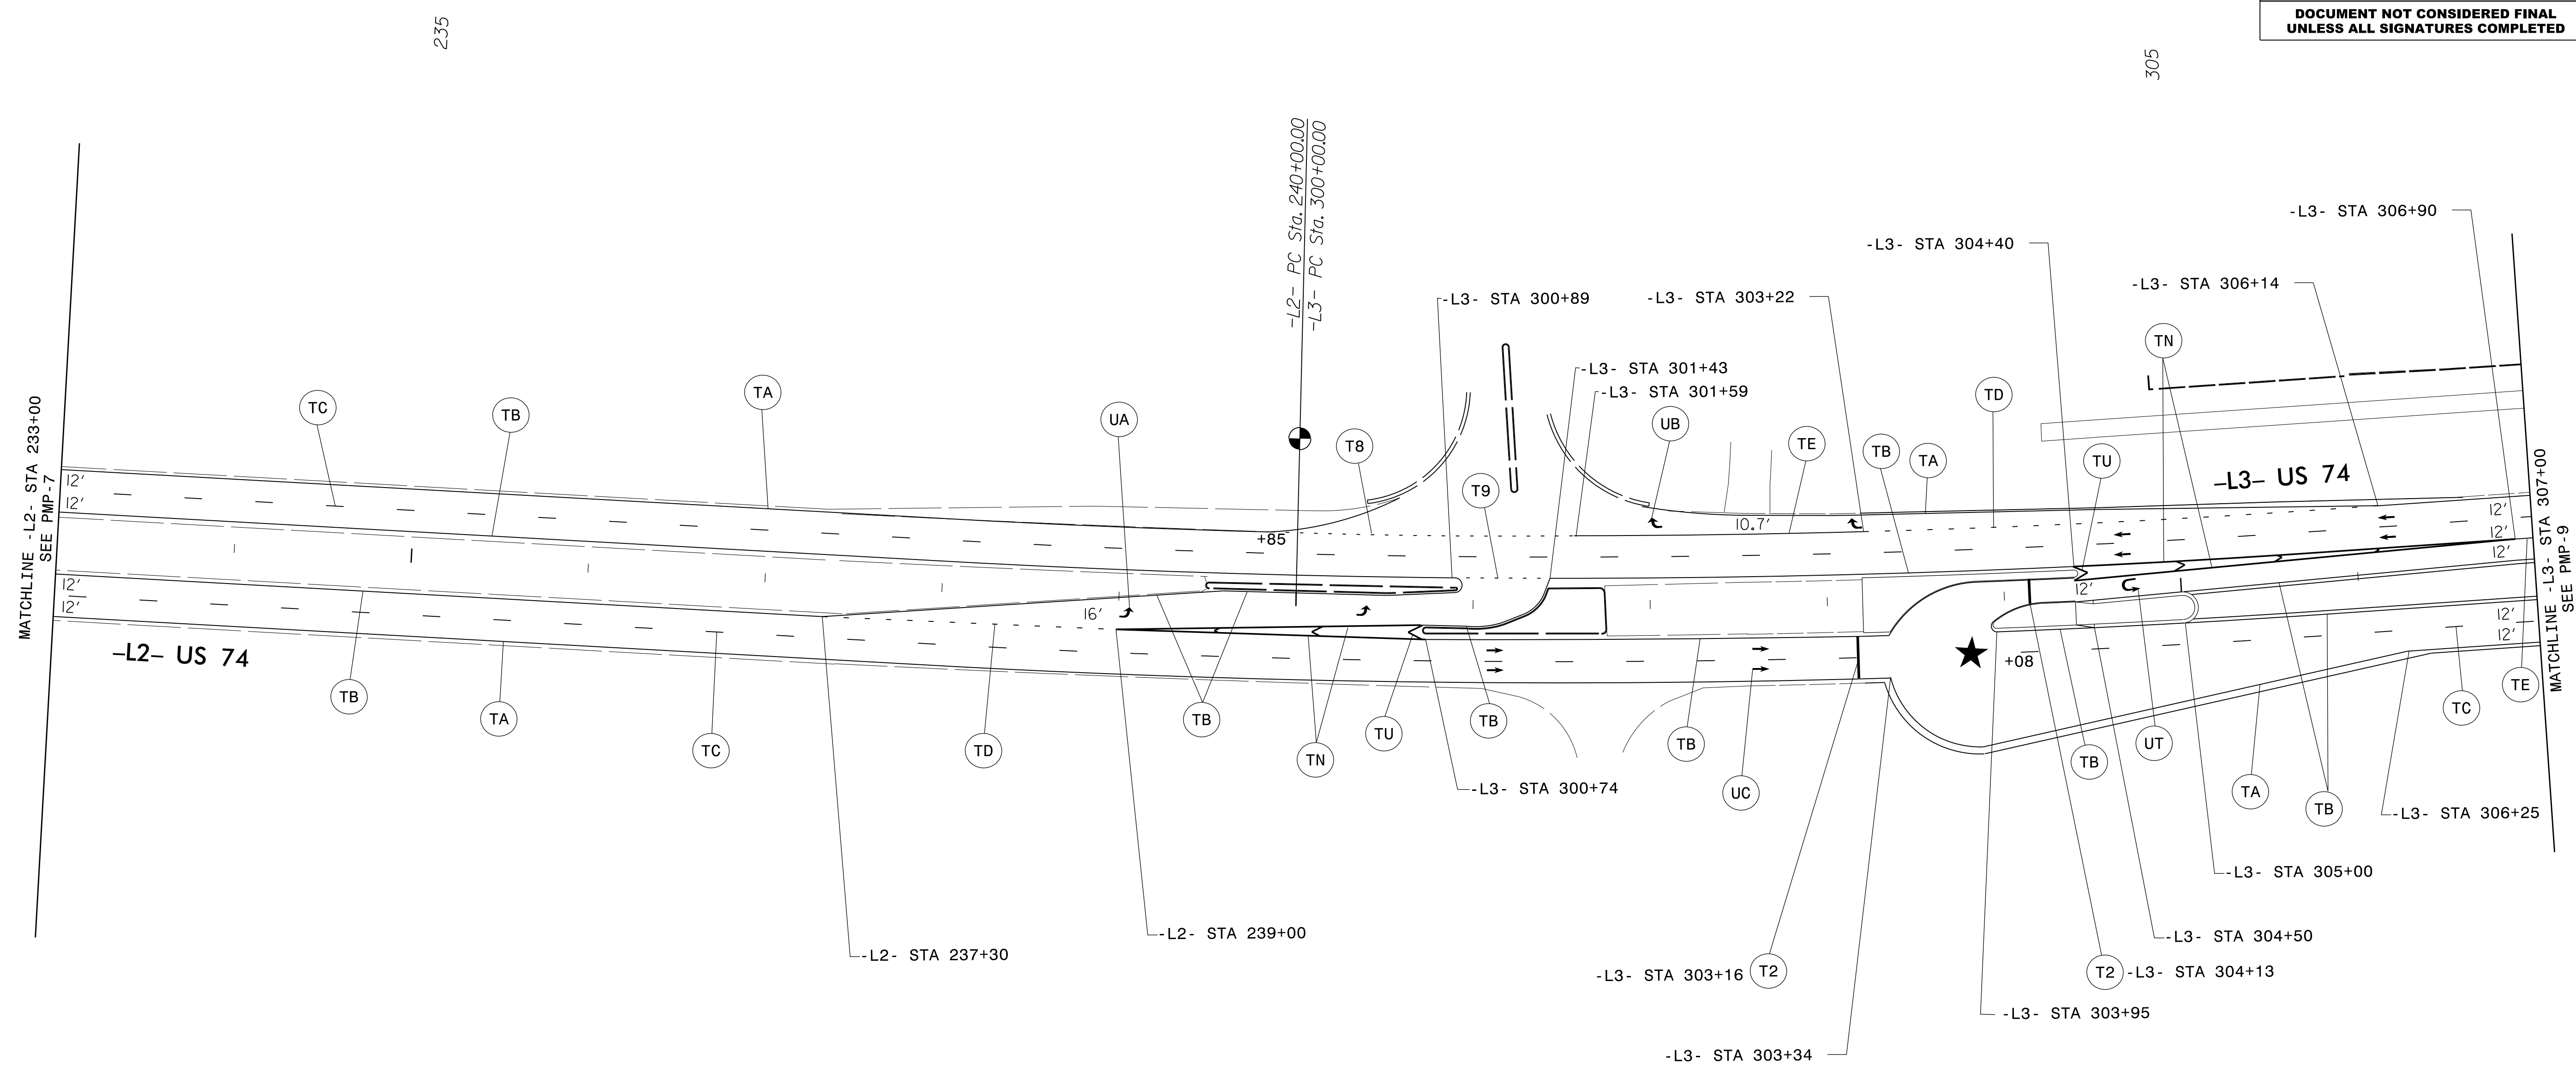 DOCUMENT NOT CONSIDERED FINAL
UNLESS ALL SIGNATURES COMPLETED
235
305
-L2- PC Sta. 240+00.00
-L3- PC Sta. 300+00.00
-L3- STA 306+90
-L3- STA 304+40
-L3- STA 306+14
-L3- STA 300+89
-L3- STA 303+22
TN
-L3- STA 301+43
-L3- STA 301+59
TC
TB
TA
UA
T8
T9
UB
TE
TB
TA
TD
TU
-L3- US 74
MATCHLINE -L2- STA 233+00
SEE PMP-7
12'
12'
12'
12'
+85
10.7'
16'
12'
12'
12'
12'
12'
12'
+08
MATCHLINE -L3- STA 307+00
SEE PMP-9
-L2- US 74
TB
TA
TC
TD
TB
TN
TU
TB
TB
UC
TB
UT
TA
TB
TC
TE
-L3- STA 300+74
-L3- STA 306+25
-L3- STA 305+00
-L2- STA 239+00
-L2- STA 237+30
-L3- STA 304+50
-L3- STA 303+16 T2
T2 -L3- STA 304+13
-L3- STA 303+95
-L3- STA 303+34